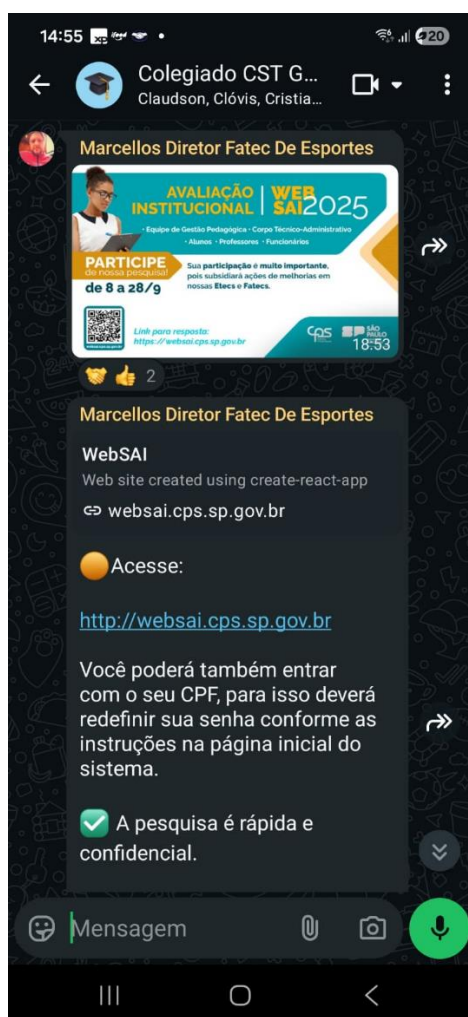 14:55
20
Colegiado CST G...
Claudson, Clóvis, Cristia...
Marcellos Diretor Fatec De Esportes
AVALIAÇÃO
INSTITUCIONAL
WEB
SAI2025
• Equipe de Gestão Pedagógica • Corpo Técnico-Administrativo
• Alunos • Professores • Funcionários
PARTICIPE
de nossa pesquisa!
de 8 a 28/9
Sua participação é muito importante,
pois subsidiará ações de melhorias em
nossas Etecs e Fatecs.
Link para resposta:
https://websai.cps.sp.gov.br
cps
SÃO PAULO
18:53
2
Marcellos Diretor Fatec De Esportes
WebSAI
Web site created using create-react-app
websai.cps.sp.gov.br
Acesse:
http://websai.cps.sp.gov.br
Você poderá também entrar
com o seu CPF, para isso deverá
redefinir sua senha conforme as
instruções na página inicial do
sistema.
A pesquisa é rápida e
confidencial.
Mensagem